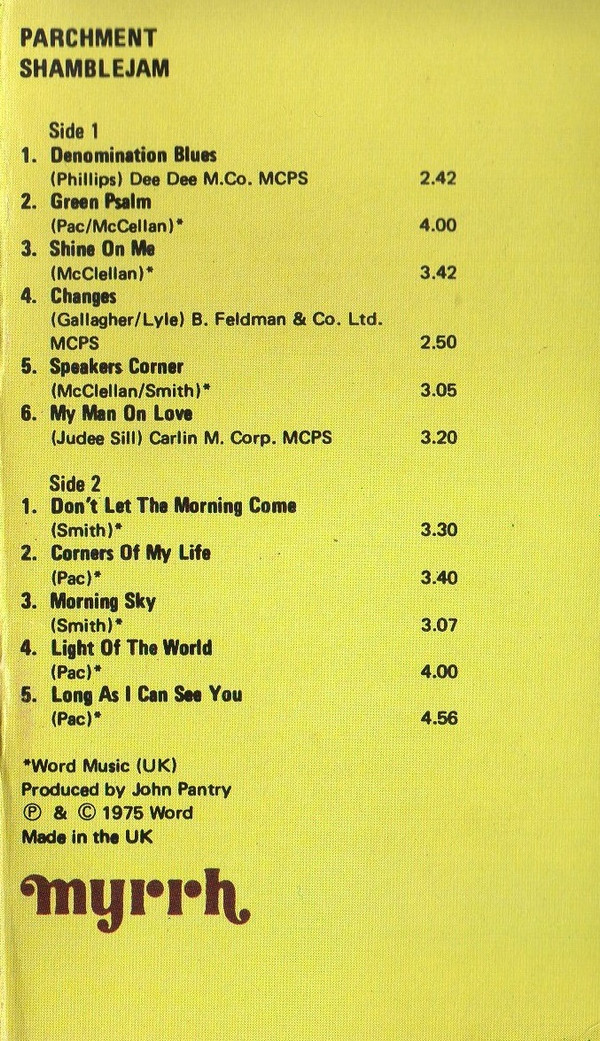 PARCHMENT
SHAMBLEJAM
Side 1
1. Denomination Blues
(Phillips) Dee Dee M.Co. MCPS 2.42
2. Green Psalm
(Pac/McCellan)* 4.00
3. Shine On Me
(McClellan)* 3.42
4. Changes
(Gallagher/Lyle) B. Feldman & Co. Ltd.
MCPS 2.50
5. Speakers Corner
(McClellan/Smith)* 3.05
6. My Man On Love
(Judee Sill) Carlin M. Corp. MCPS 3.20
Side 2
1. Don't Let The Morning Come
(Smith)* 3.30
2. Corners Of My Life
(Pac)* 3.40
3. Morning Sky
(Smith)* 3.07
4. Light Of The World
(Pac)* 4.00
5. Long As I Can See You
(Pac)* 4.56
*Word Music (UK)
Produced by John Pantry
℗ & © 1975 Word
Made in the UK
myrrh